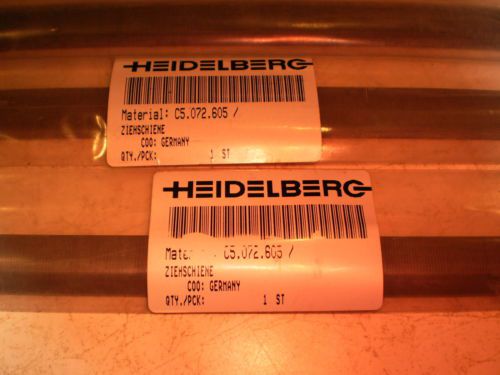 HEIDELBERG
Material: C5.072.605 /
ZIEHSCHIENE
COO: GERMANY
QTY./PCK: 1 ST
HEIDELBERG
Mate C5.072.605 /
ZIEHSCHIENE
COO: GERMANY
QTY./PCK: 1 ST